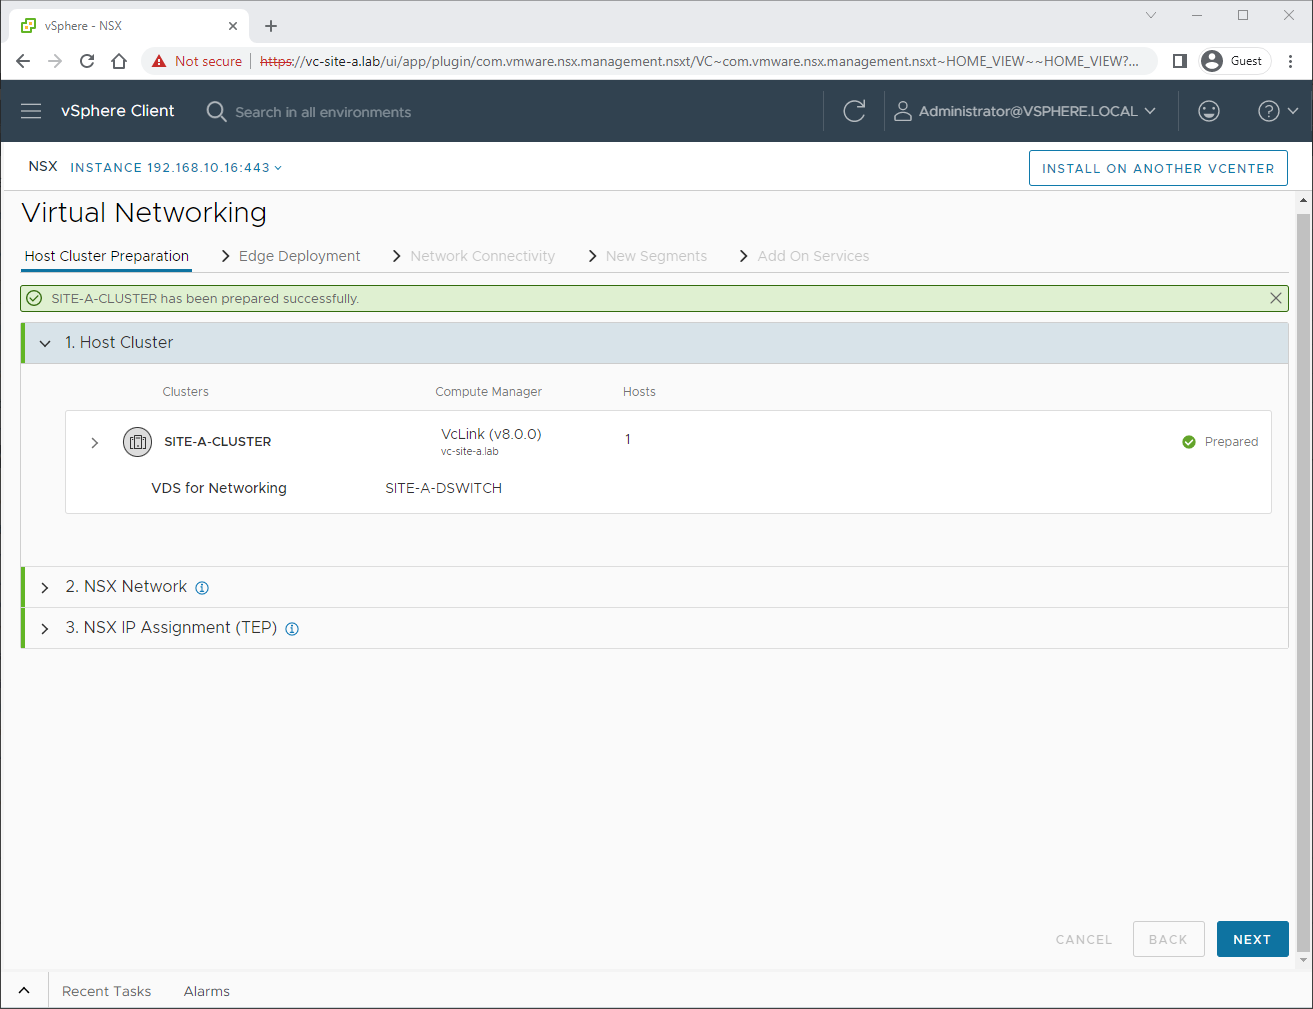 vSphere - NSX
Not secure https://vc-site-a.lab/ui/app/plugin/com.vmware.nsx.management.nsxt/VC~com.vmware.nsx.management.nsxt~HOME_VIEW~~HOME_VIEW?... Guest
vSphere Client Search in all environments Administrator@VSPHERE.LOCAL
NSX INSTANCE 192.168.10.16:443 INSTALL ON ANOTHER VCENTER
Virtual Networking
Host Cluster Preparation Edge Deployment Network Connectivity New Segments Add On Services
SITE-A-CLUSTER has been prepared successfully.
1. Host Cluster
Clusters Compute Manager Hosts
SITE-A-CLUSTER VcLink (v8.0.0) 1 Prepared
vc-site-a.lab
VDS for Networking SITE-A-DSWITCH
2. NSX Network
3. NSX IP Assignment (TEP)
CANCEL BACK NEXT
Recent Tasks Alarms